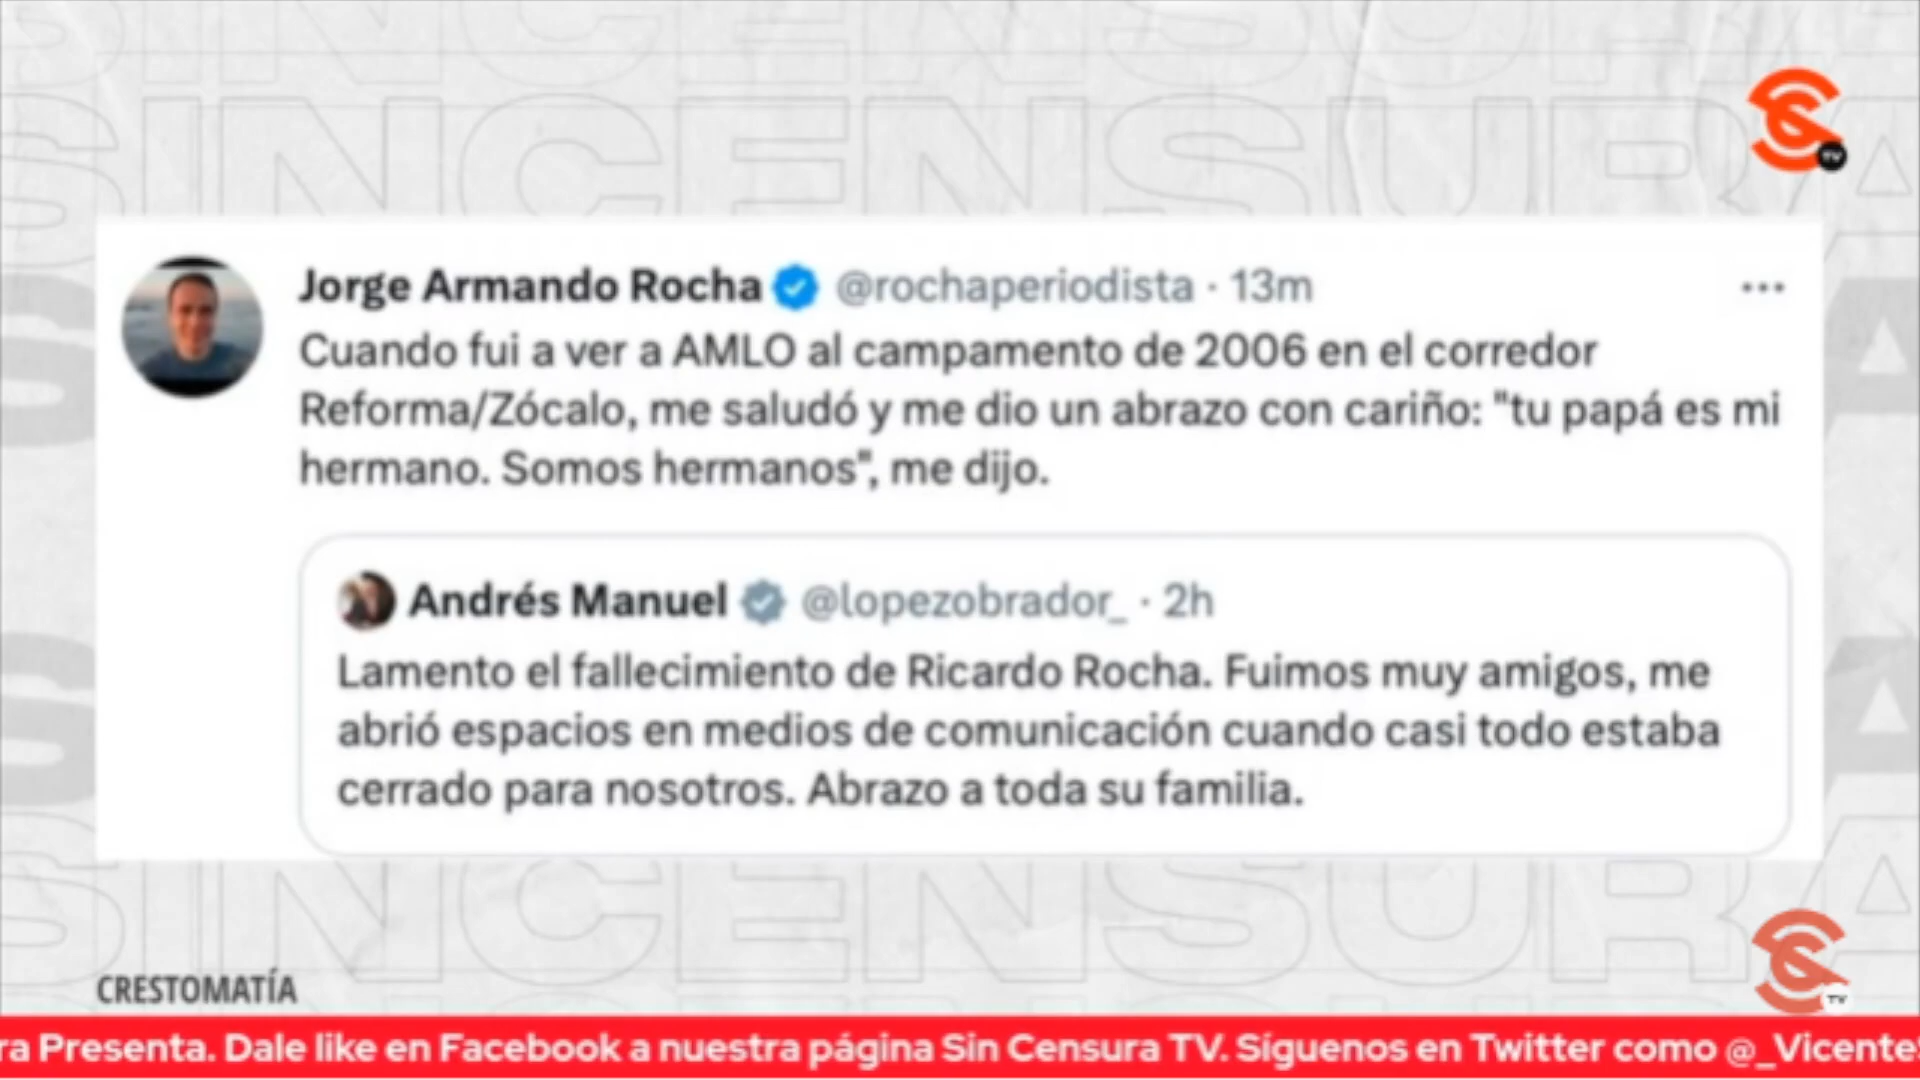 SINCENSURA
TV
Jorge Armando Rocha @rochaperiodista · 13m
Cuando fui a ver a AMLO al campamento de 2006 en el corredor
Reforma/Zócalo, me saludó y me dio un abrazo con cariño: "tu papá es mi
hermano. Somos hermanos", me dijo.
Andrés Manuel @lopezobrador_ · 2h
Lamento el fallecimiento de Ricardo Rocha. Fuimos muy amigos, me
abrió espacios en medios de comunicación cuando casi todo estaba
cerrado para nosotros. Abrazo a toda su familia.
SINCENSURA
CRESTOMATÍA
TV
ra Presenta. Dale like en Facebook a nuestra página Sin Censura TV. Síguenos en Twitter como @_Vicente